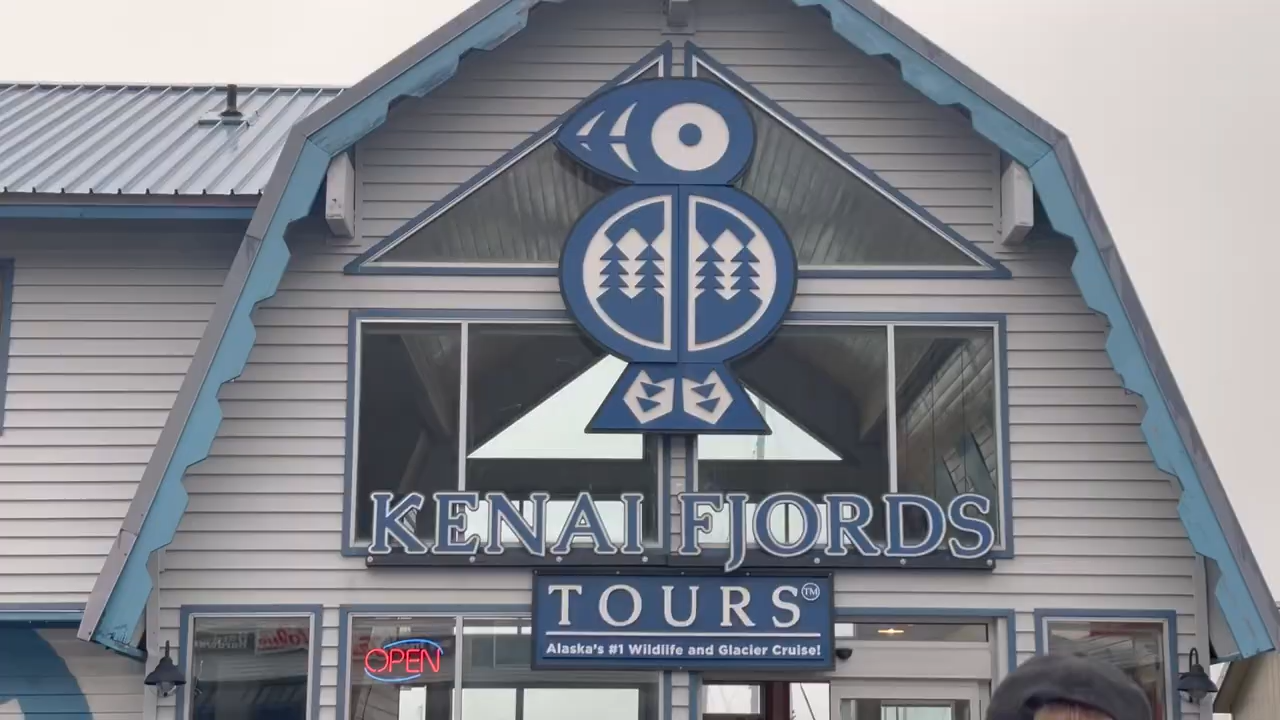 KENAI FJORDS
TOURS™
Alaska's #1 Wildlife and Glacier Cruise!
OPEN